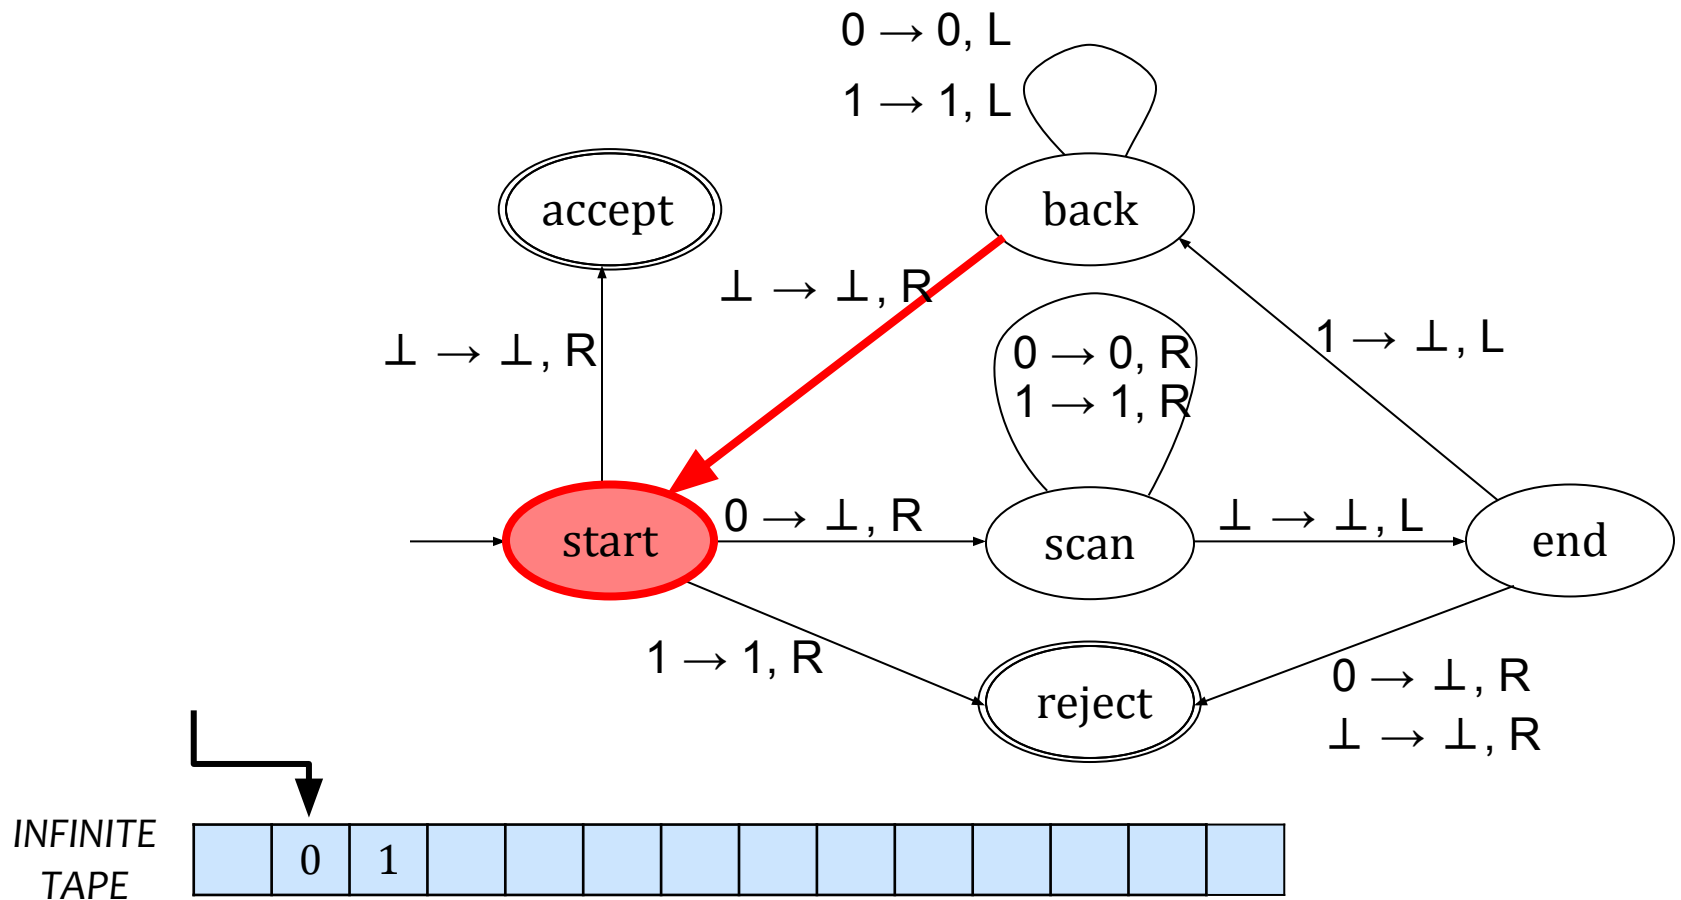 0 → 0, L
1 → 1, L
accept
back
⊥ → ⊥, R
⊥ → ⊥, R
0 → 0, R
1 → 1, R
1 → ⊥, L
start
0 → ⊥, R
scan
⊥ → ⊥, L
end
1 → 1, R
reject
0 → ⊥, R
⊥ → ⊥, R
INFINITE
TAPE
0 1